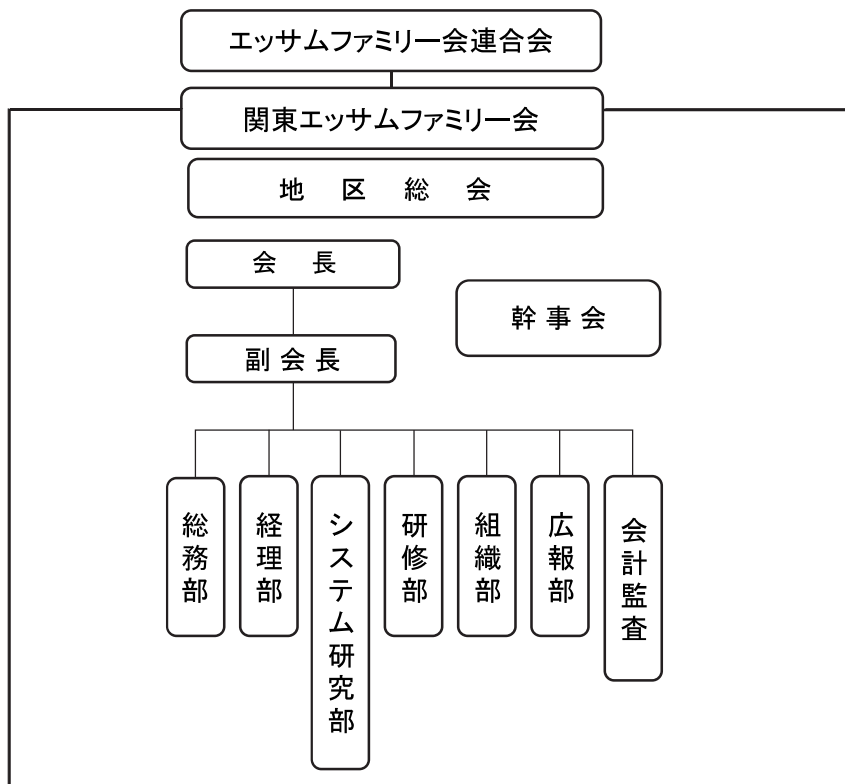 エッサムファミリー会連合会
関東エッサムファミリー会
地区総会
会長
幹事会
副会長
総務部
経理部
システム研究部
研修部
組織部
広報部
会計監査